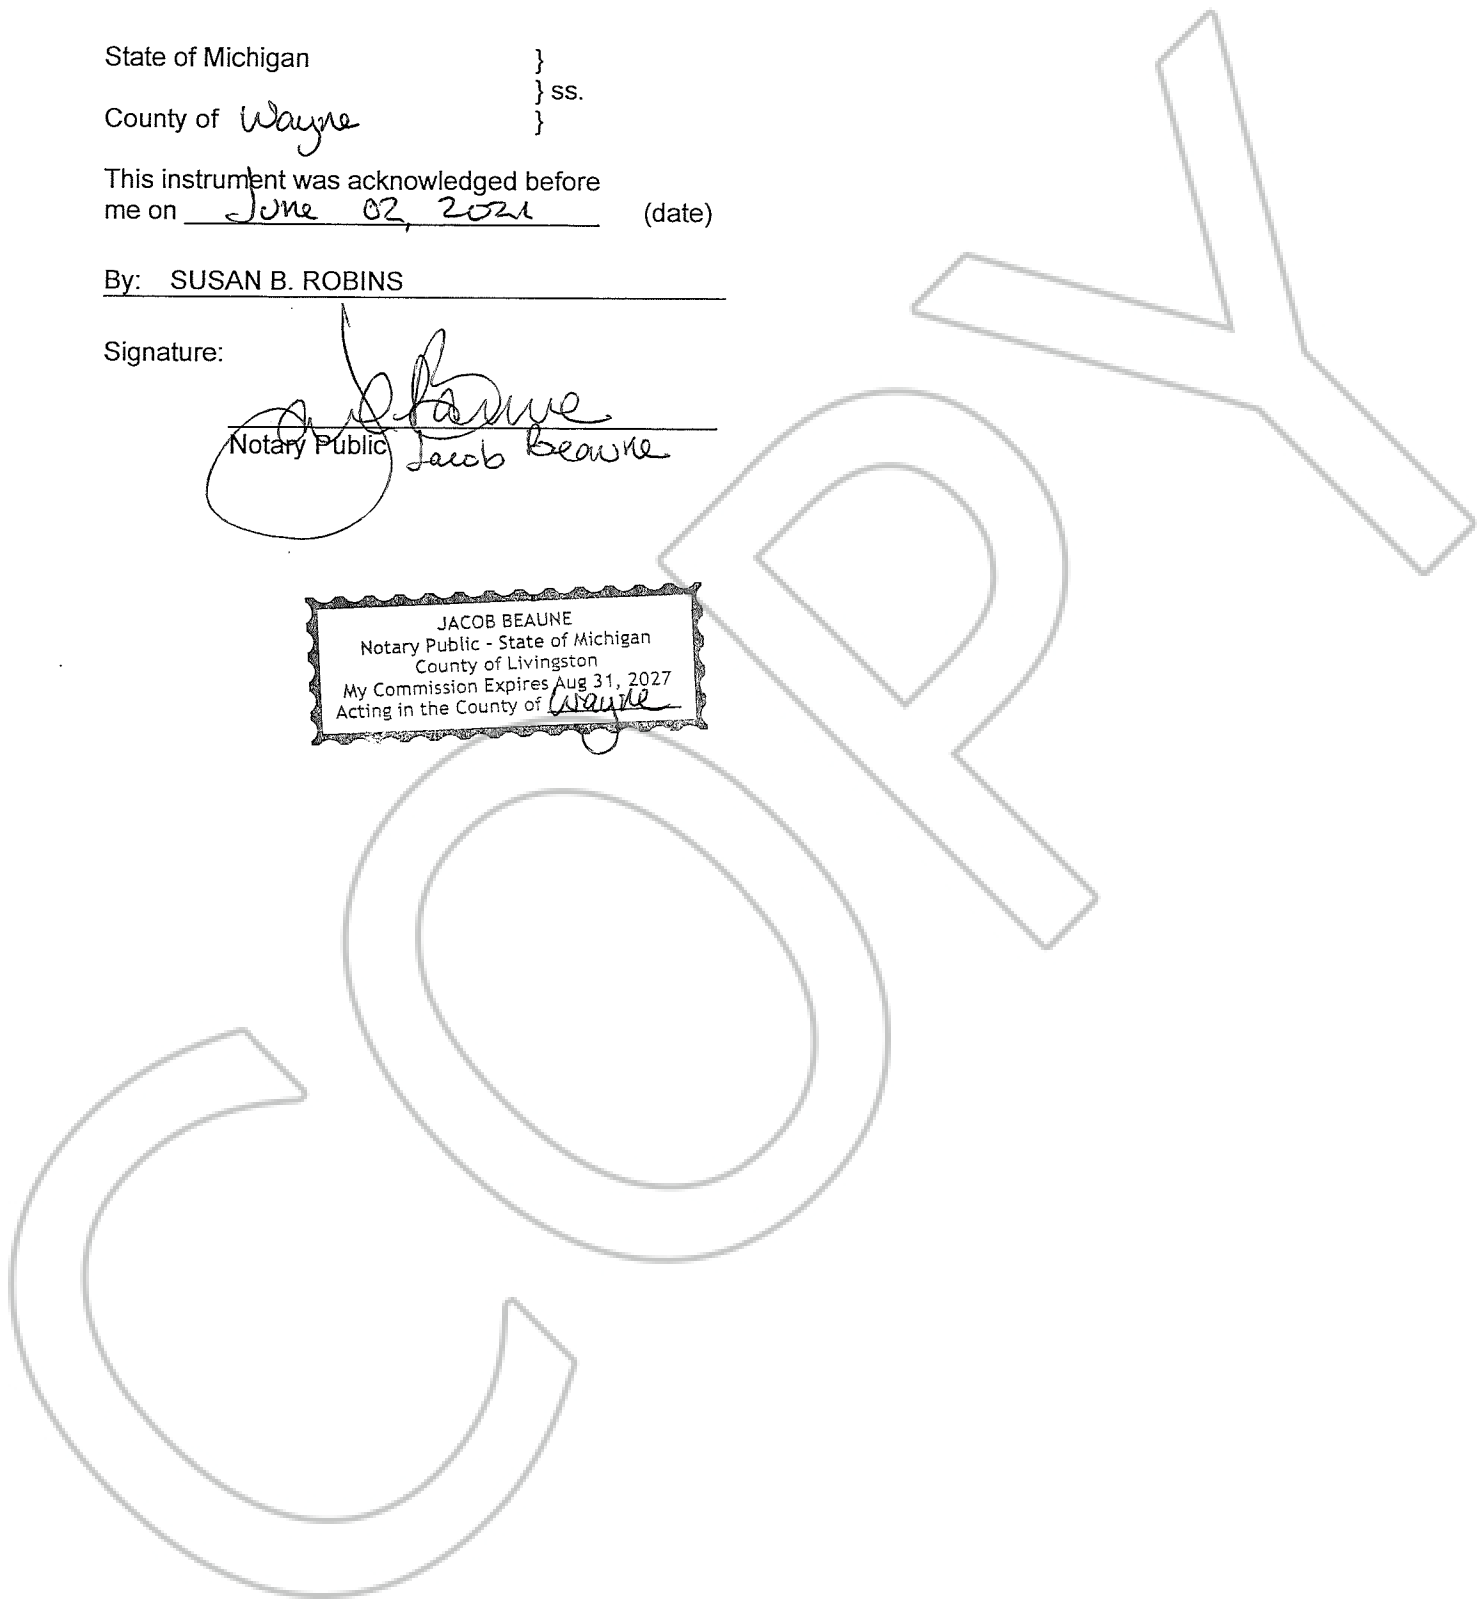 State of Michigan }
} ss.
County of Wayne }
This instrument was acknowledged before
me on June 02, 2021 (date)
By: SUSAN B. ROBINS
Signature:
Jacob Beaune
Notary Public Jacob Beaune
JACOB BEAUNE
Notary Public - State of Michigan
County of Livingston
My Commission Expires Aug 31, 2027
Acting in the County of Wayne
COPY